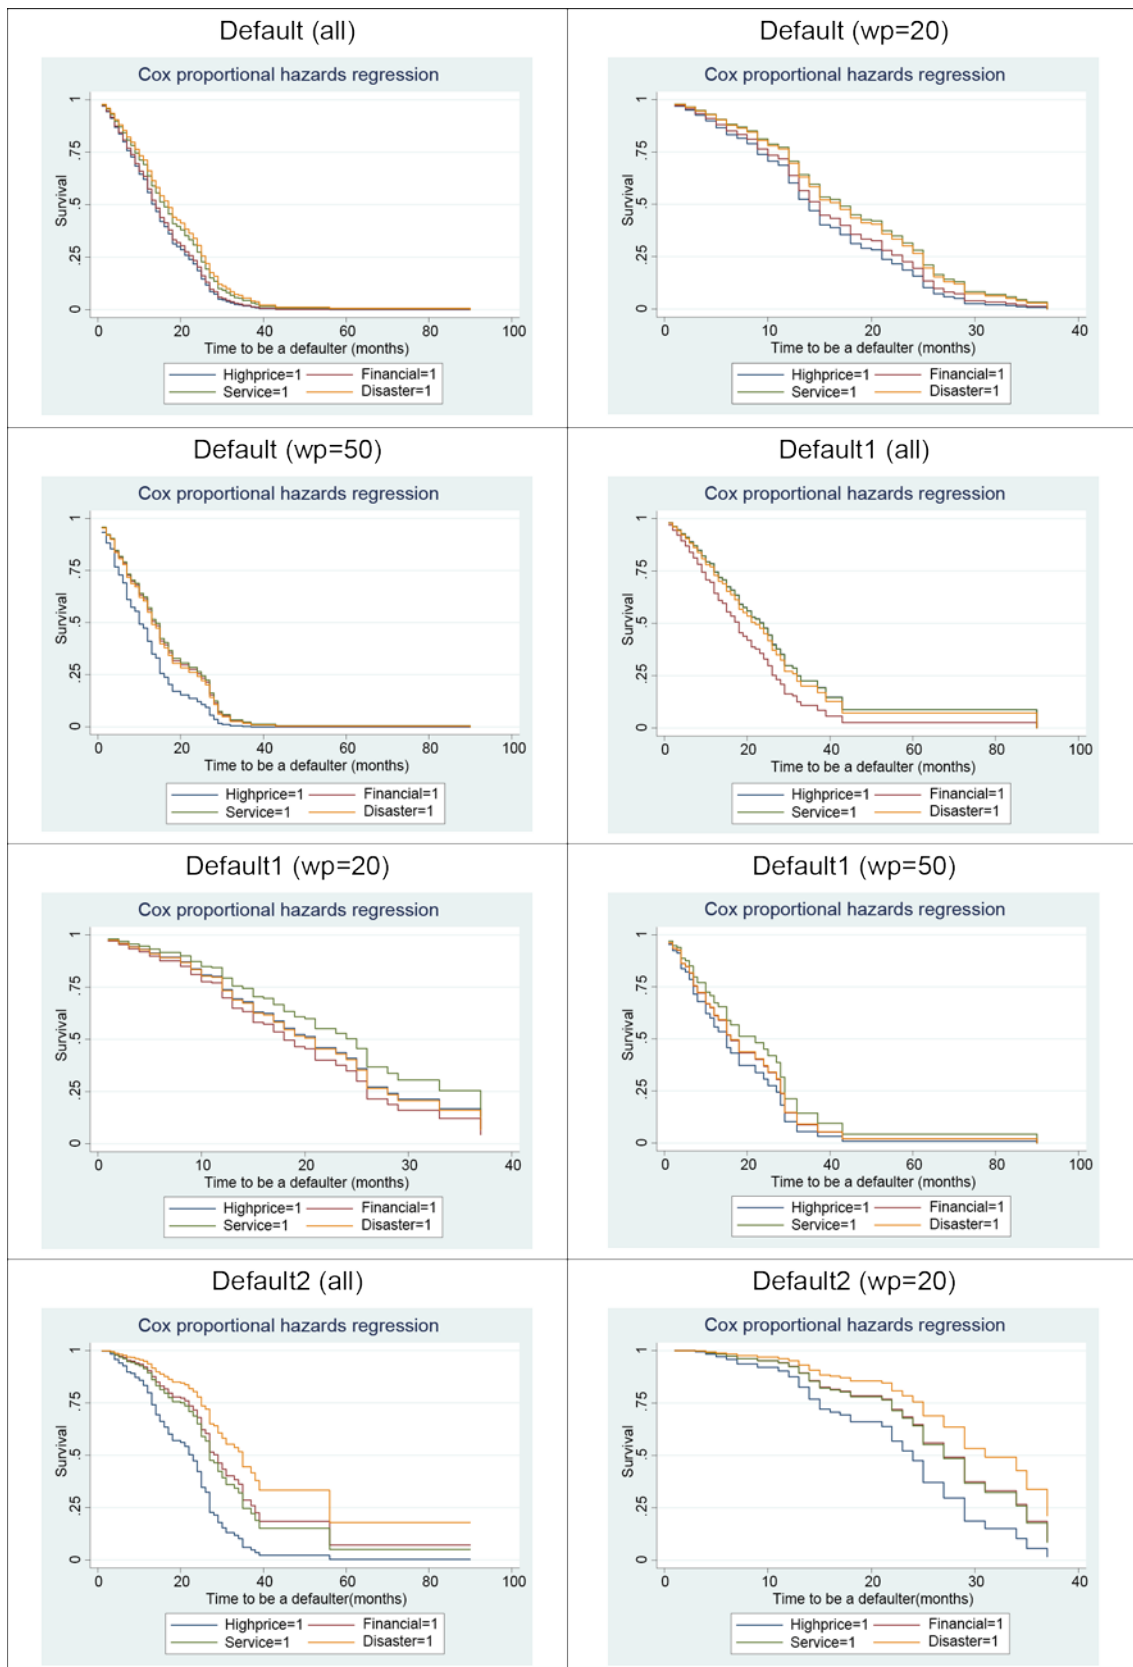 Default (all)
Cox proportional hazards regression
Survival
1
.75
.5
.25
0
0 20 40 60 80 100
Time to be a defaulter (months)
Highprice=1 Financial=1
Service=1 Disaster=1
Default (wp=20)
Cox proportional hazards regression
Survival
1
.75
.5
.25
0
0 10 20 30 40
Time to be a defaulter (months)
Highprice=1 Financial=1
Service=1 Disaster=1
Default (wp=50)
Cox proportional hazards regression
Survival
1
.75
.5
.25
0
0 20 40 60 80 100
Time to be a defaulter (months)
Highprice=1 Financial=1
Service=1 Disaster=1
Default1 (all)
Cox proportional hazards regression
Survival
1
.75
.5
.25
0
0 20 40 60 80 100
Time to be a defaulter (months)
Highprice=1 Financial=1
Service=1 Disaster=1
Default1 (wp=20)
Cox proportional hazards regression
Survival
1
.75
.5
.25
0
0 10 20 30 40
Time to be a defaulter (months)
Highprice=1 Financial=1
Service=1 Disaster=1
Default1 (wp=50)
Cox proportional hazards regression
Survival
1
.75
.5
.25
0
0 20 40 60 80 100
Time to be a defaulter (months)
Highprice=1 Financial=1
Service=1 Disaster=1
Default2 (all)
Cox proportional hazards regression
Survival
1
.75
.5
.25
0
0 20 40 60 80 100
Time to be a defaulter(months)
Highprice=1 Financial=1
Service=1 Disaster=1
Default2 (wp=20)
Cox proportional hazards regression
Survival
1
.75
.5
.25
0
0 10 20 30 40
Time to be a defaulter(months)
Highprice=1 Financial=1
Service=1 Disaster=1